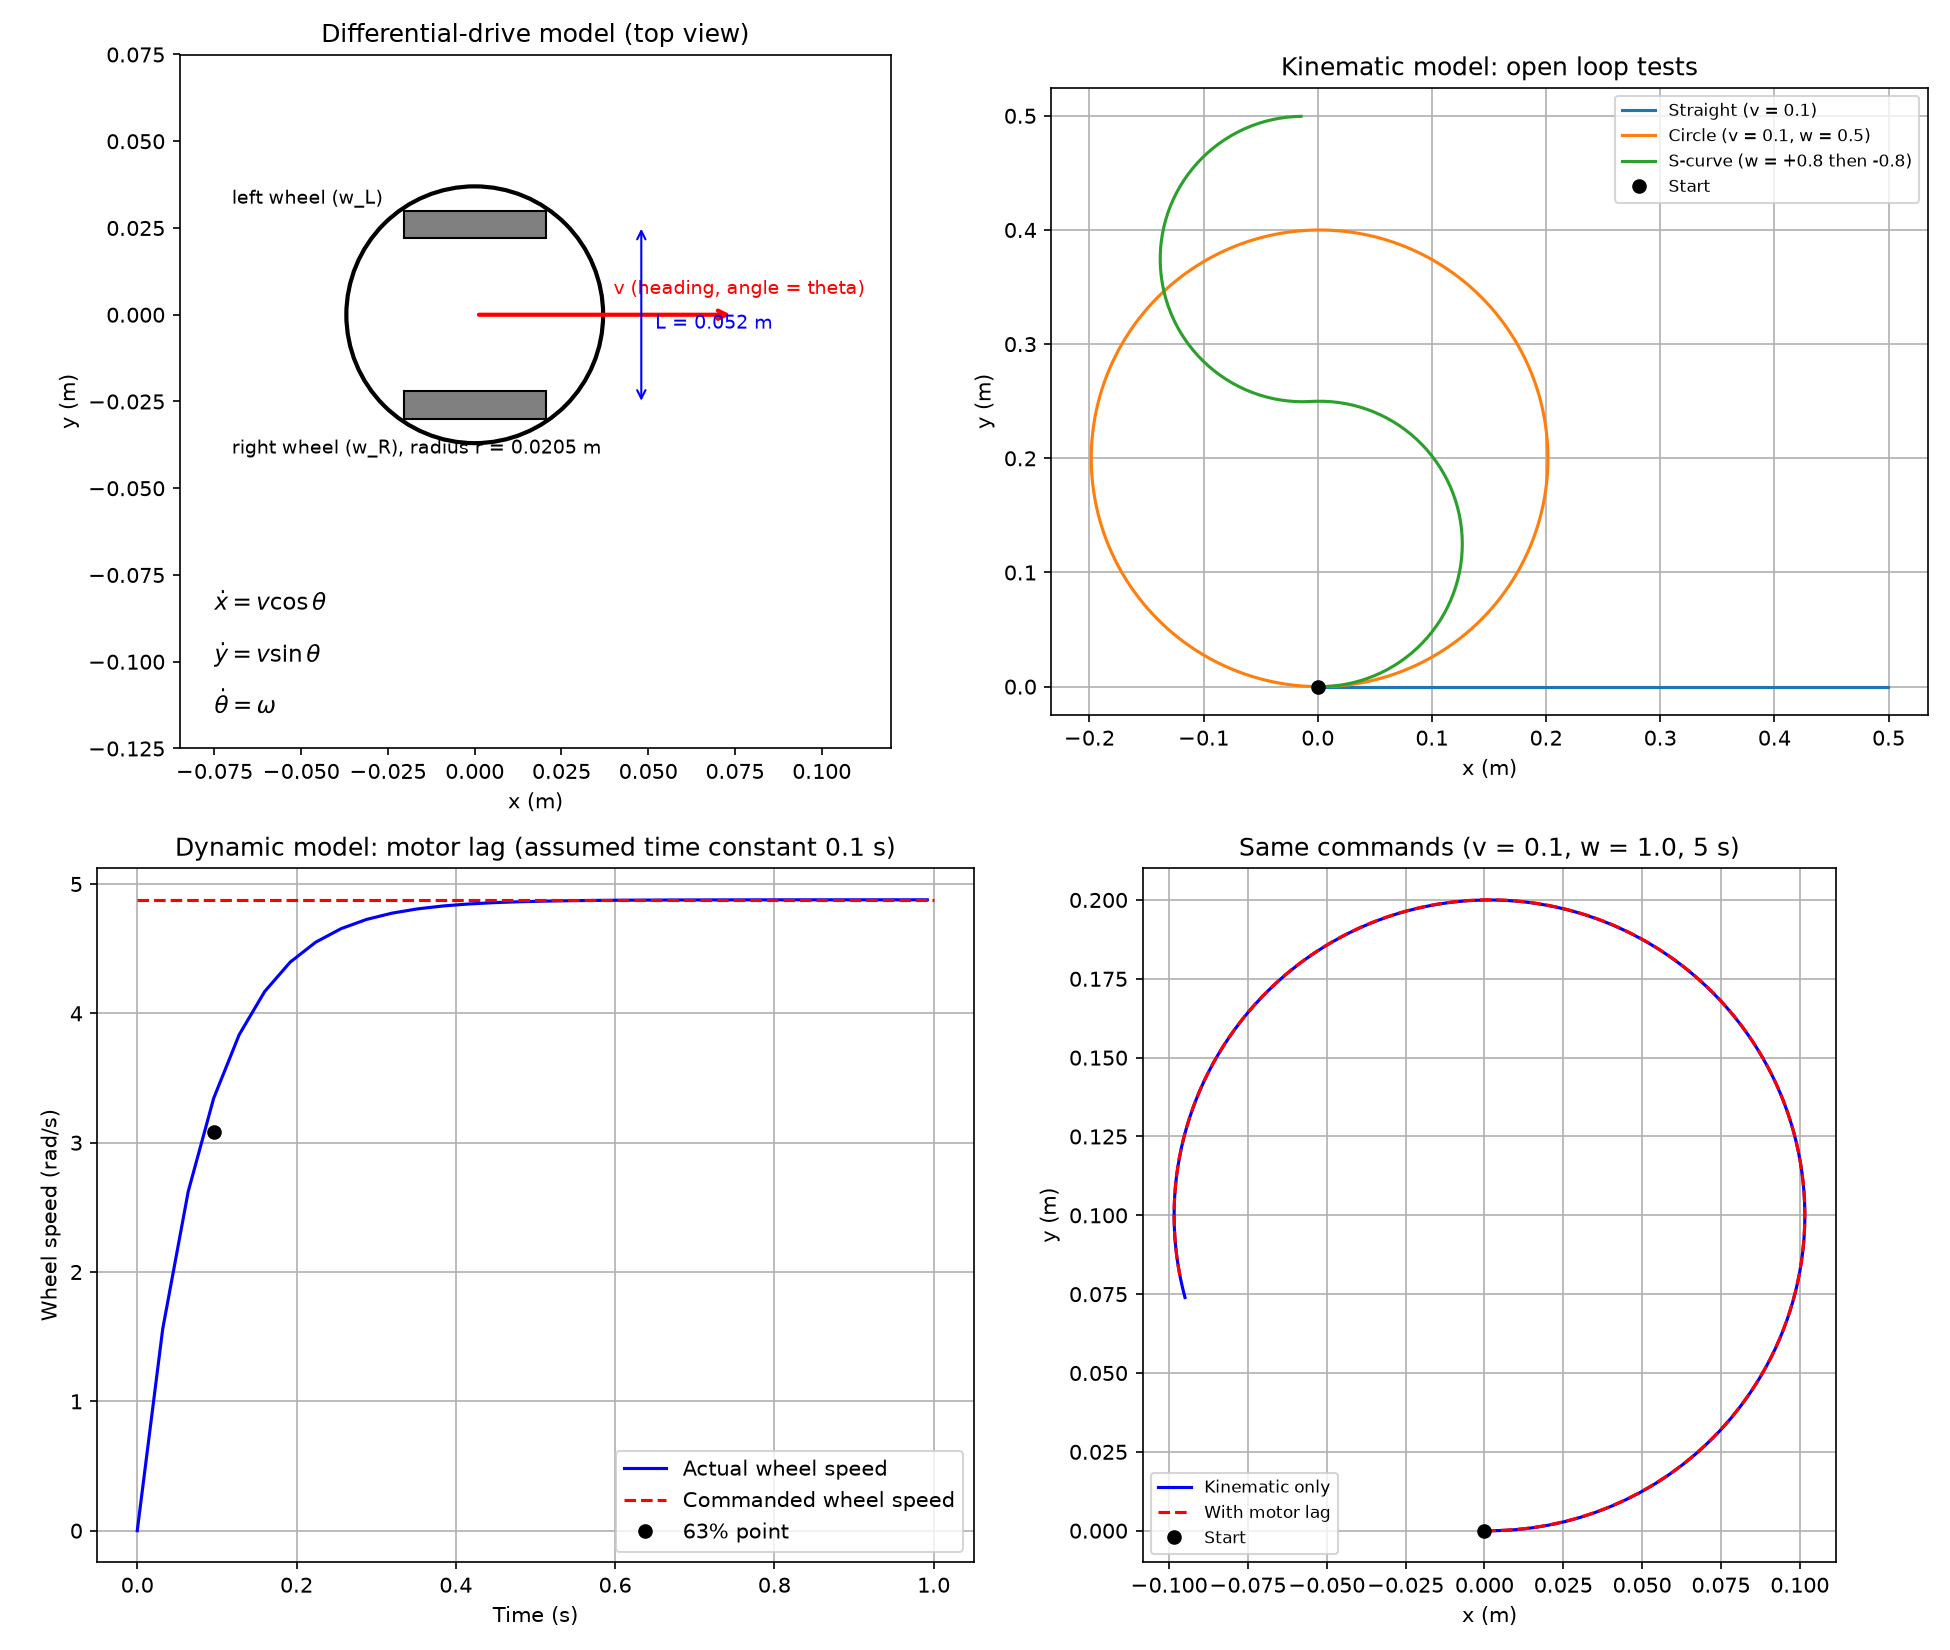 Differential-drive model (top view)
0.075
0.050
0.025
0.000
−0.025
−0.050
−0.075
−0.100
−0.125
y (m)
left wheel (w_L)
v (heading, angle = theta)
L = 0.052 m
right wheel (w_R), radius r = 0.0205 m
ẋ = v cos θ
ẏ = v sin θ
θ̇ = ω
−0.075 −0.050 −0.025 0.000 0.025 0.050 0.075 0.100
x (m)
Kinematic model: open loop tests
Straight (v = 0.1)
Circle (v = 0.1, w = 0.5)
S-curve (w = +0.8 then -0.8)
Start
0.5
0.4
0.3
0.2
0.1
0.0
y (m)
−0.2 −0.1 0.0 0.1 0.2 0.3 0.4 0.5
x (m)
Dynamic model: motor lag (assumed time constant 0.1 s)
5
4
3
2
1
0
Wheel speed (rad/s)
Actual wheel speed
Commanded wheel speed
63% point
0.0 0.2 0.4 0.6 0.8 1.0
Time (s)
Same commands (v = 0.1, w = 1.0, 5 s)
0.200
0.175
0.150
0.125
0.100
0.075
0.050
0.025
0.000
y (m)
Kinematic only
With motor lag
Start
−0.100 −0.075 −0.050 −0.025 0.000 0.025 0.050 0.075 0.100
x (m)